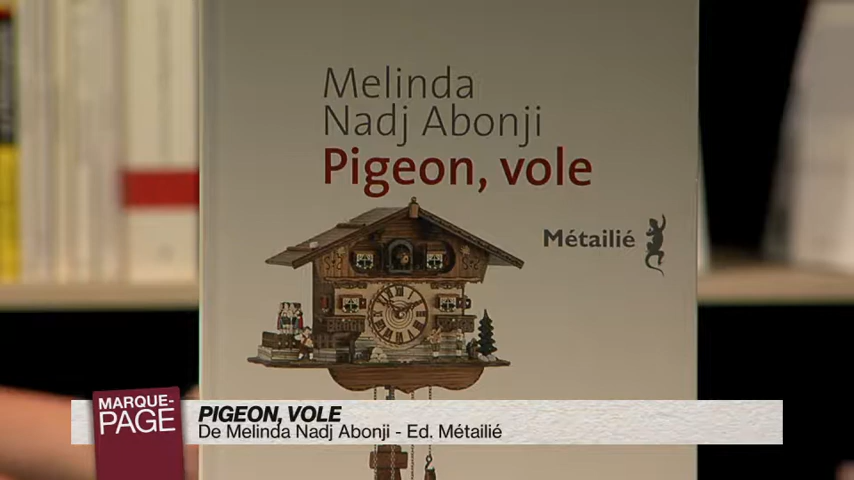 Melinda
Nadj Abonji
Pigeon, vole
Métailié
MARQUE-
PAGE
PIGEON, VOLE
De Melinda Nadj Abonji - Ed. Métailié